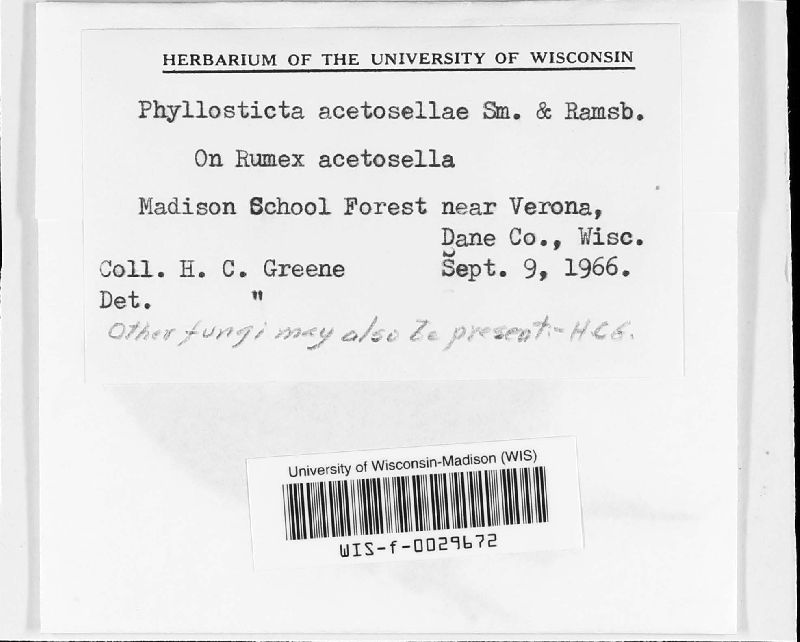 HERBARIUM OF THE UNIVERSITY OF WISCONSIN
Phyllosticta acetosellae Sm. & Ramsb.
On Rumex acetosella
Madison School Forest near Verona,
Dane Co., Wisc.
Coll. H. C. Greene Sept. 9, 1966.
Det. "
Other fungi may also be present - HCG.
University of Wisconsin-Madison (WIS)
WIS-f-0029672